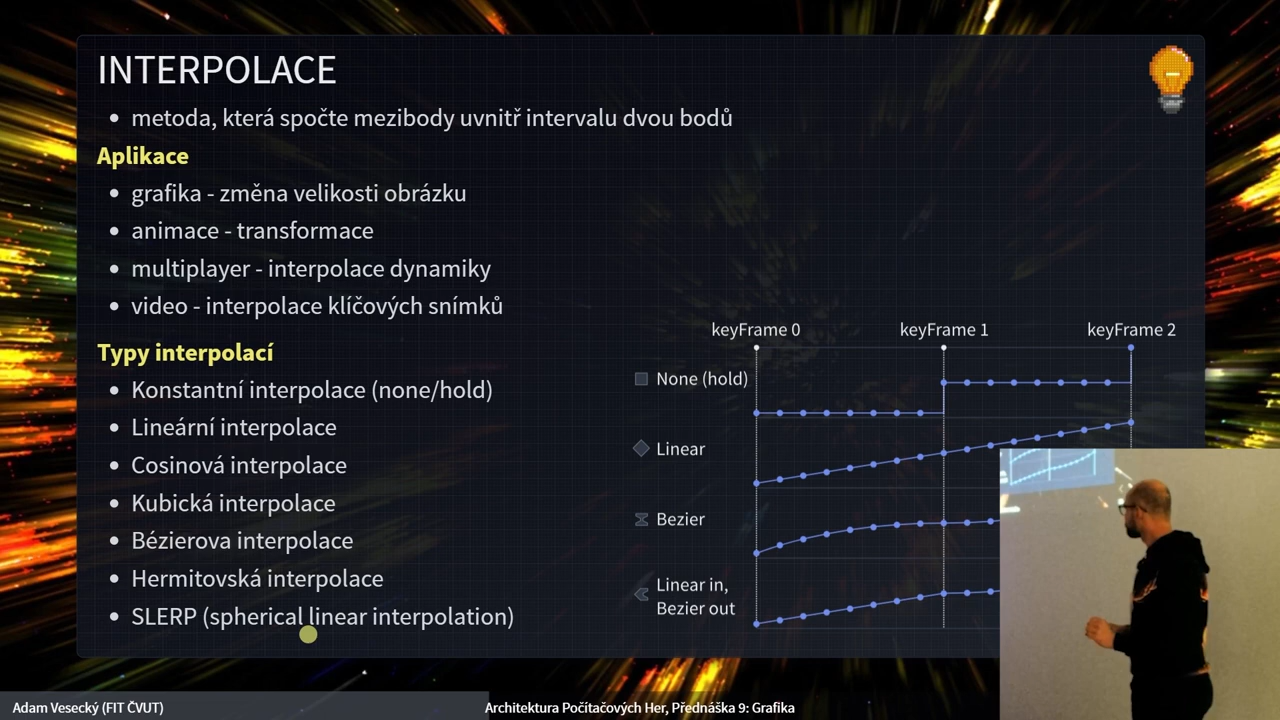 INTERPOLACE
metoda, která spočte mezibody uvnitř intervalu dvou bodů
Aplikace
grafika - změna velikosti obrázku
animace - transformace
multiplayer - interpolace dynamiky
video - interpolace klíčových snímků
Typy interpolací
Konstantní interpolace (none/hold)
Lineární interpolace
Cosinová interpolace
Kubická interpolace
Bézierova interpolace
Hermitovská interpolace
SLERP (spherical linear interpolation)
keyFrame 0 keyFrame 1 keyFrame 2
None (hold)
Linear
Bezier
Linear in,
Bezier out
Adam Vesecký (FIT ČVUT)
Architektura Počítačových Her, Přednáška 9: Grafika